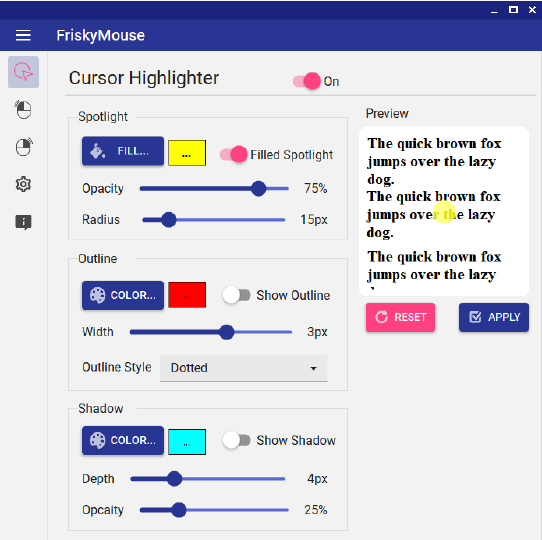 FriskyMouse
Cursor Highlighter
On
Spotlight
FILL...
...
Filled Spotlight
Opacity
75%
Radius
15px
Outline
COLOR...
...
Show Outline
Width
3px
Outline Style
Dotted
Shadow
COLOR...
...
Show Shadow
Depth
4px
Opcaity
25%
Preview
The quick brown fox
jumps over the lazy
dog.
The quick brown fox
jumps over the lazy
dog.
The quick brown fox
jumps over the lazy
RESET
APPLY